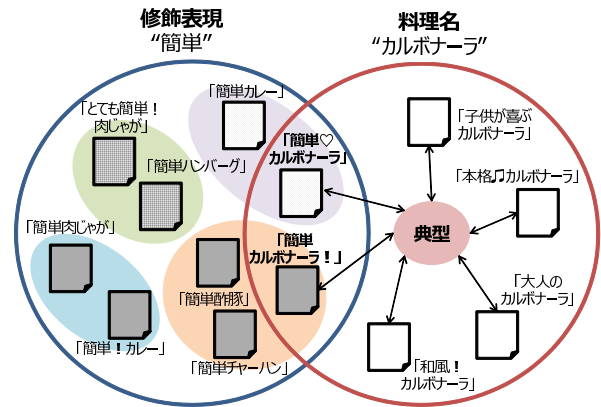 修飾表現
“簡単”
料理名
“カルボナーラ”
「簡単カレー」
「とても簡単！
肉じゃが」
「簡単♡
カルボナーラ」
「簡単ハンバーグ」
「子供が喜ぶ
カルボナーラ」
「本格♫カルボナーラ」
「簡単肉じゃが」
「簡単
カルボナーラ！」
典型
「大人の
カルボナーラ」
「簡単酢豚」
「簡単！カレー」
「簡単チャーハン」
「和風！
カルボナーラ」